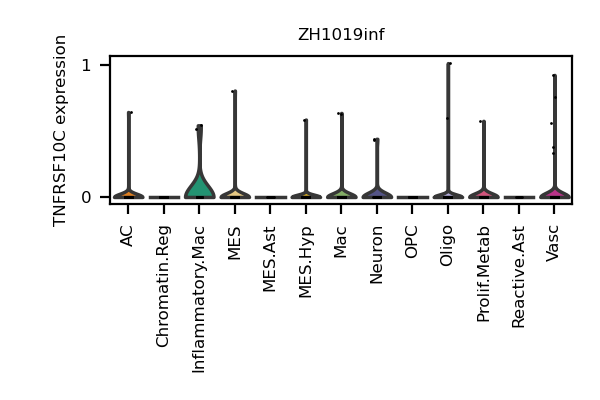 ZH1019inf
TNFRSF10C expression
1
0
AC
Chromatin.Reg
Inflammatory.Mac
MES
MES.Ast
MES.Hyp
Mac
Neuron
OPC
Oligo
Prolif.Metab
Reactive.Ast
Vasc